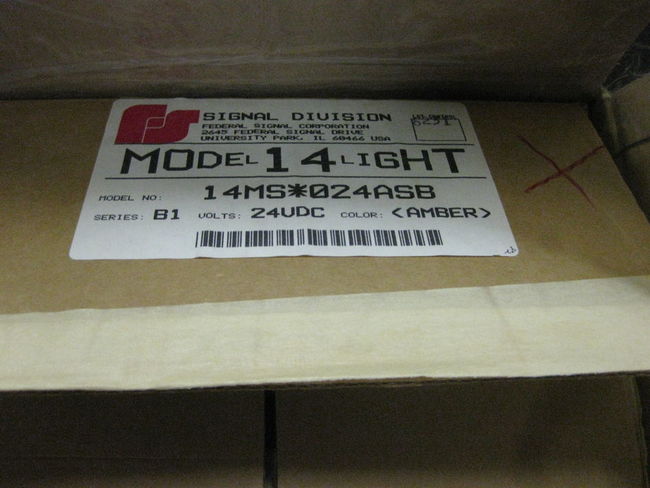 SIGNAL DIVISION
FEDERAL SIGNAL CORPORATION
2645 FEDERAL SIGNAL DRIVE
UNIVERSITY PARK, IL 60466 USA
MODEL 14 LIGHT
MODEL NO: 14MS*024ASB
SERIES: B1 VOLTS: 24VDC COLOR: <AMBER>